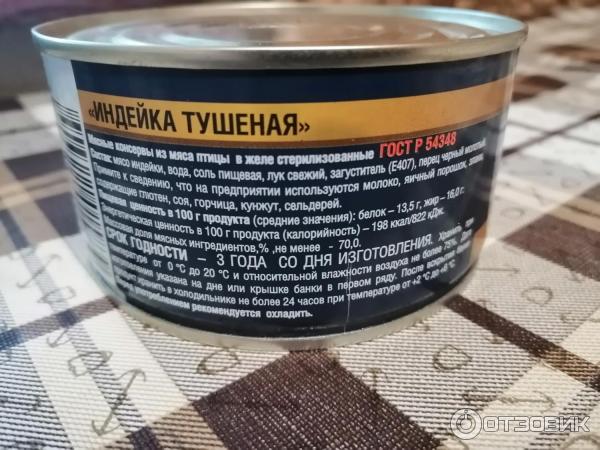 «ИНДЕЙКА ТУШЕНАЯ»
Мясные консервы из мяса птицы в желе стерилизованные ГОСТ Р 54348
Состав: мясо индейки, вода, соль пищевая, лук свежий, загуститель (Е407), перец черный молотый,
Примите к сведению, что на предприятии используются молоко, яичный порошок, злаки,
содержащие глютен, соя, горчица, кунжут, сельдерей.
Пищевая ценность в 100 г продукта (средние значения): белок – 13,5 г, жир – 16,0 г.
Энергетическая ценность в 100 г продукта (калорийность) – 198 ккал/822 кДж.
Массовая доля мясных ингредиентов,% ,не менее - 70,0.
СРОК ГОДНОСТИ – 3 ГОДА СО ДНЯ ИЗГОТОВЛЕНИЯ. Хранить при
температуре от 0 °С до 20 °С и относительной влажности воздуха не более 75%. Дата
изготовления указана на дне или крышке банки в первом ряду. После вскрытия банки
продукт хранить в холодильнике не более 24 часов при температуре от +2 °С до +6 °С.
употреблением рекомендуется охладить.
ОТЗОВИК